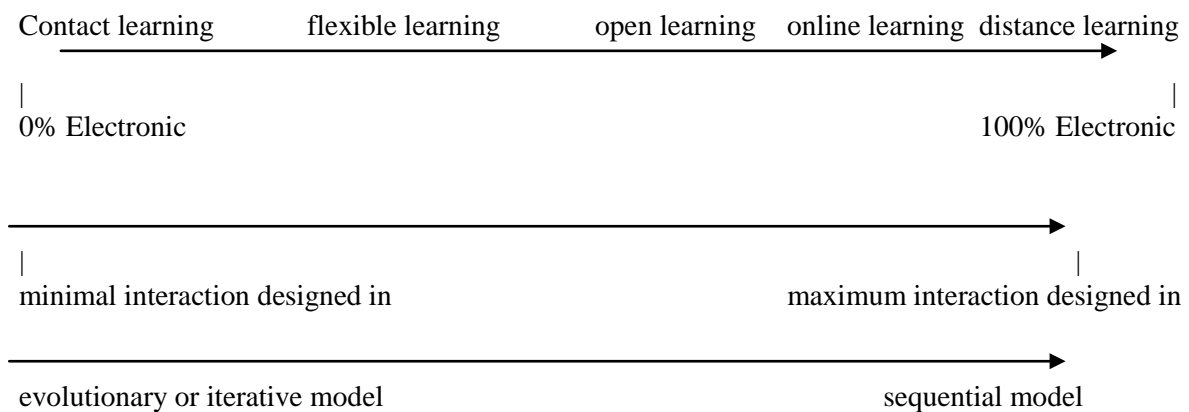 Contact learning flexible learning open learning online learning distance learning
0% Electronic 100% Electronic
minimal interaction designed in maximum interaction designed in
evolutionary or iterative model sequential model